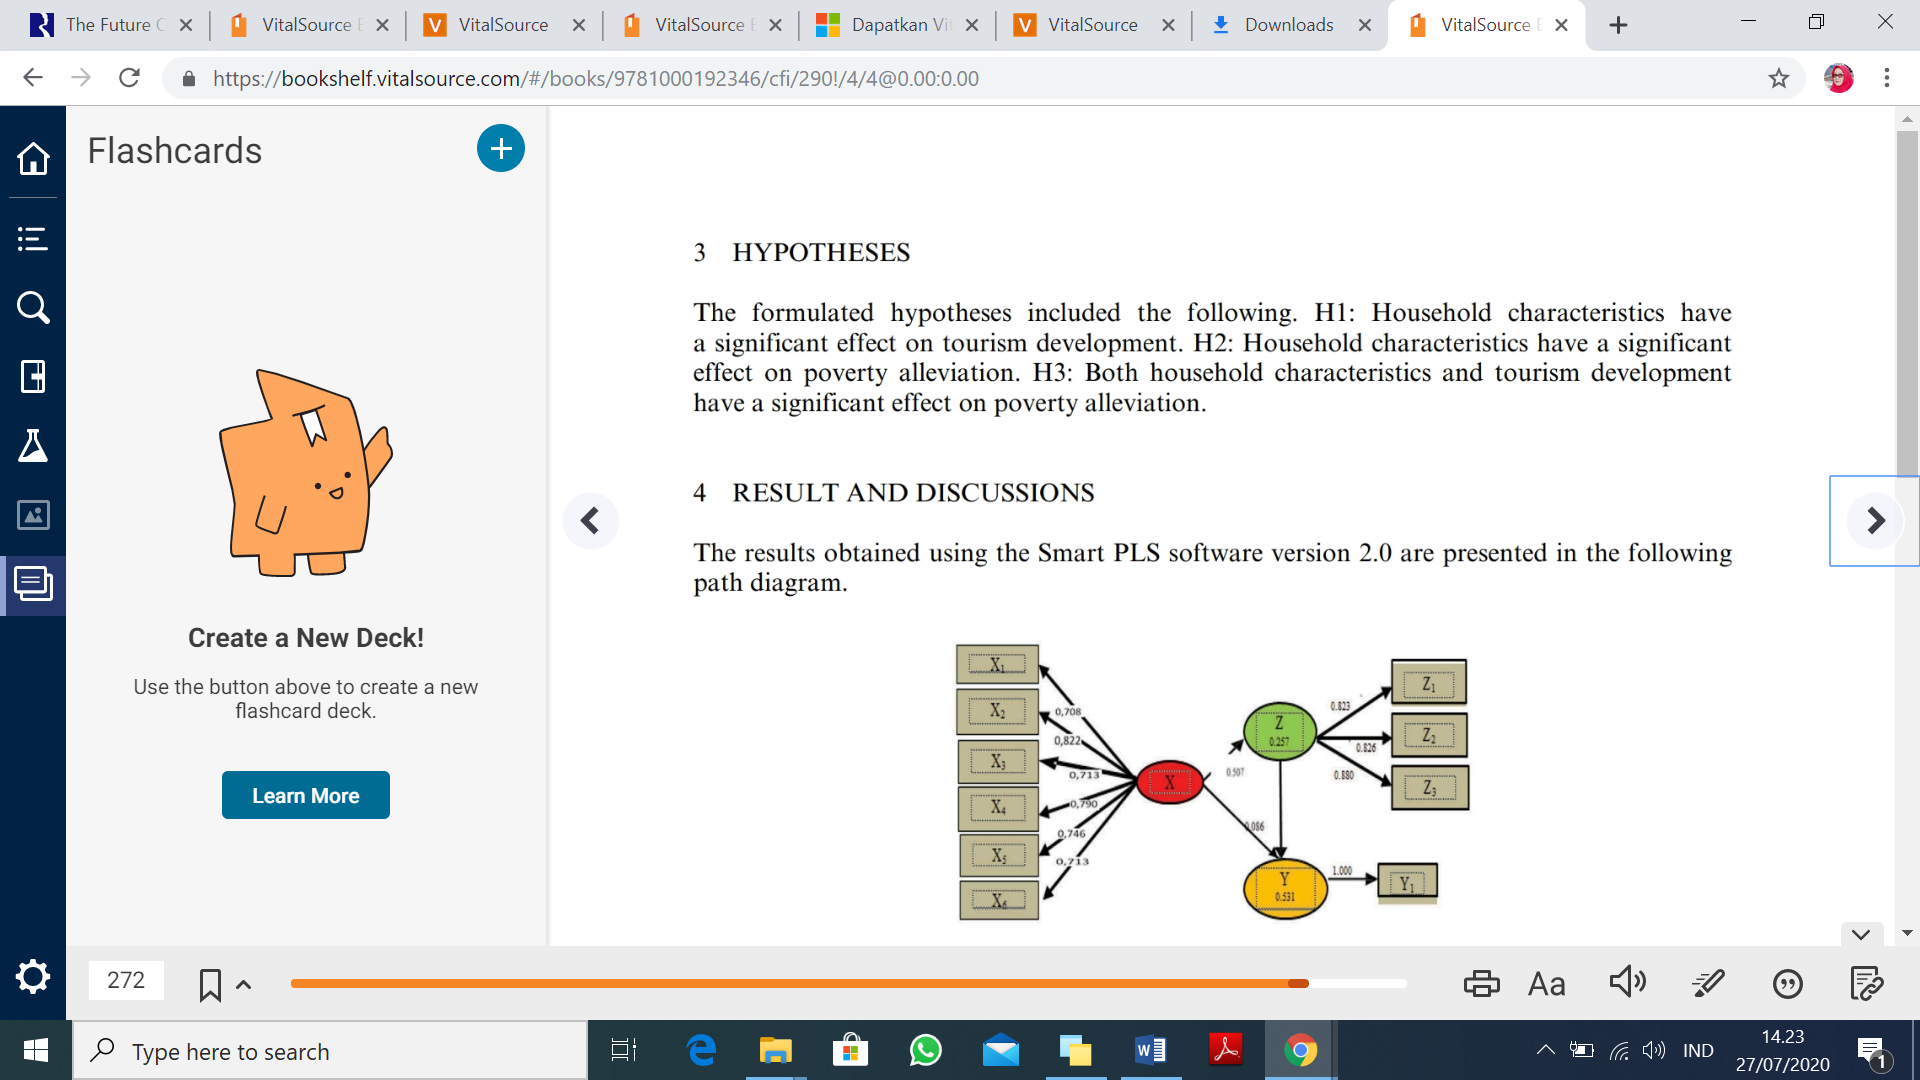 The Future
VitalSource
VitalSource
VitalSource
Dapatkan Vi
VitalSource
Downloads
VitalSource
https://bookshelf.vitalsource.com/#/books/9781000192346/cfi/290!/4/4@0.00:0.00
Flashcards
Create a New Deck!
Use the button above to create a new
flashcard deck.
Learn More
3 HYPOTHESES
The formulated hypotheses included the following. H1: Household characteristics have
a significant effect on tourism development. H2: Household characteristics have a significant
effect on poverty alleviation. H3: Both household characteristics and tourism development
have a significant effect on poverty alleviation.
4 RESULT AND DISCUSSIONS
The results obtained using the Smart PLS software version 2.0 are presented in the following
path diagram.
X1
X2
X3
X4
X5
X6
0,708
0,822
0,713
0,790
0,746
0,713
X
0.507
0.086
Z
0.257
0.823
0.826
0.880
Z1
Z2
Z3
Y
0.531
1.000
Y1
272
Aa
Type here to search
IND
14.23
27/07/2020
1